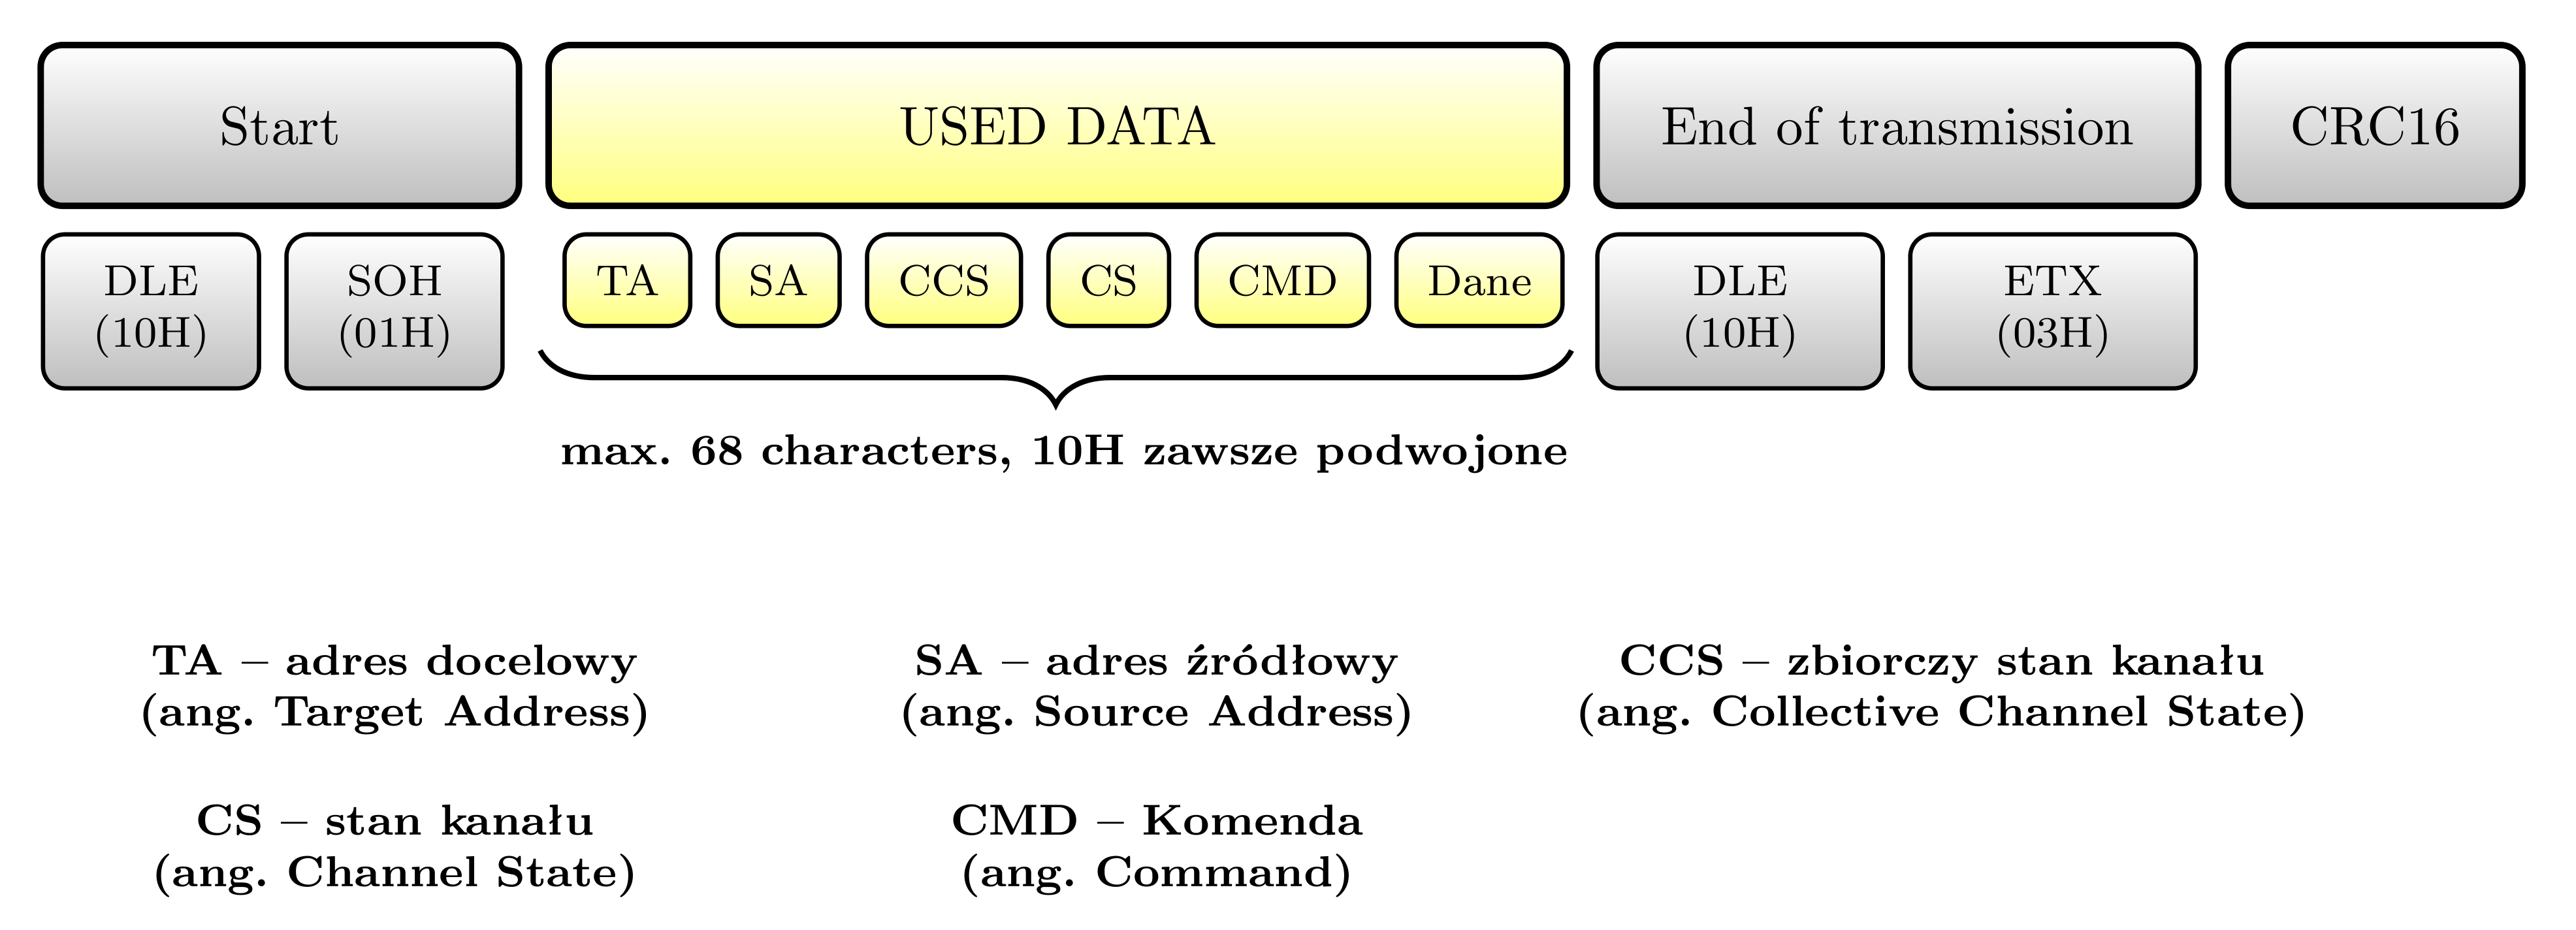 Start
USED DATA
End of transmission
CRC16
DLE
(10H)
SOH
(01H)
TA
SA
CCS
CS
CMD
Dane
DLE
(10H)
ETX
(03H)
max. 68 characters, 10H zawsze podwojone
TA – adres docelowy
(ang. Target Address)
SA – adres źródłowy
(ang. Source Address)
CCS – zbiorczy stan kanału
(ang. Collective Channel State)
CS – stan kanału
(ang. Channel State)
CMD – Komenda
(ang. Command)